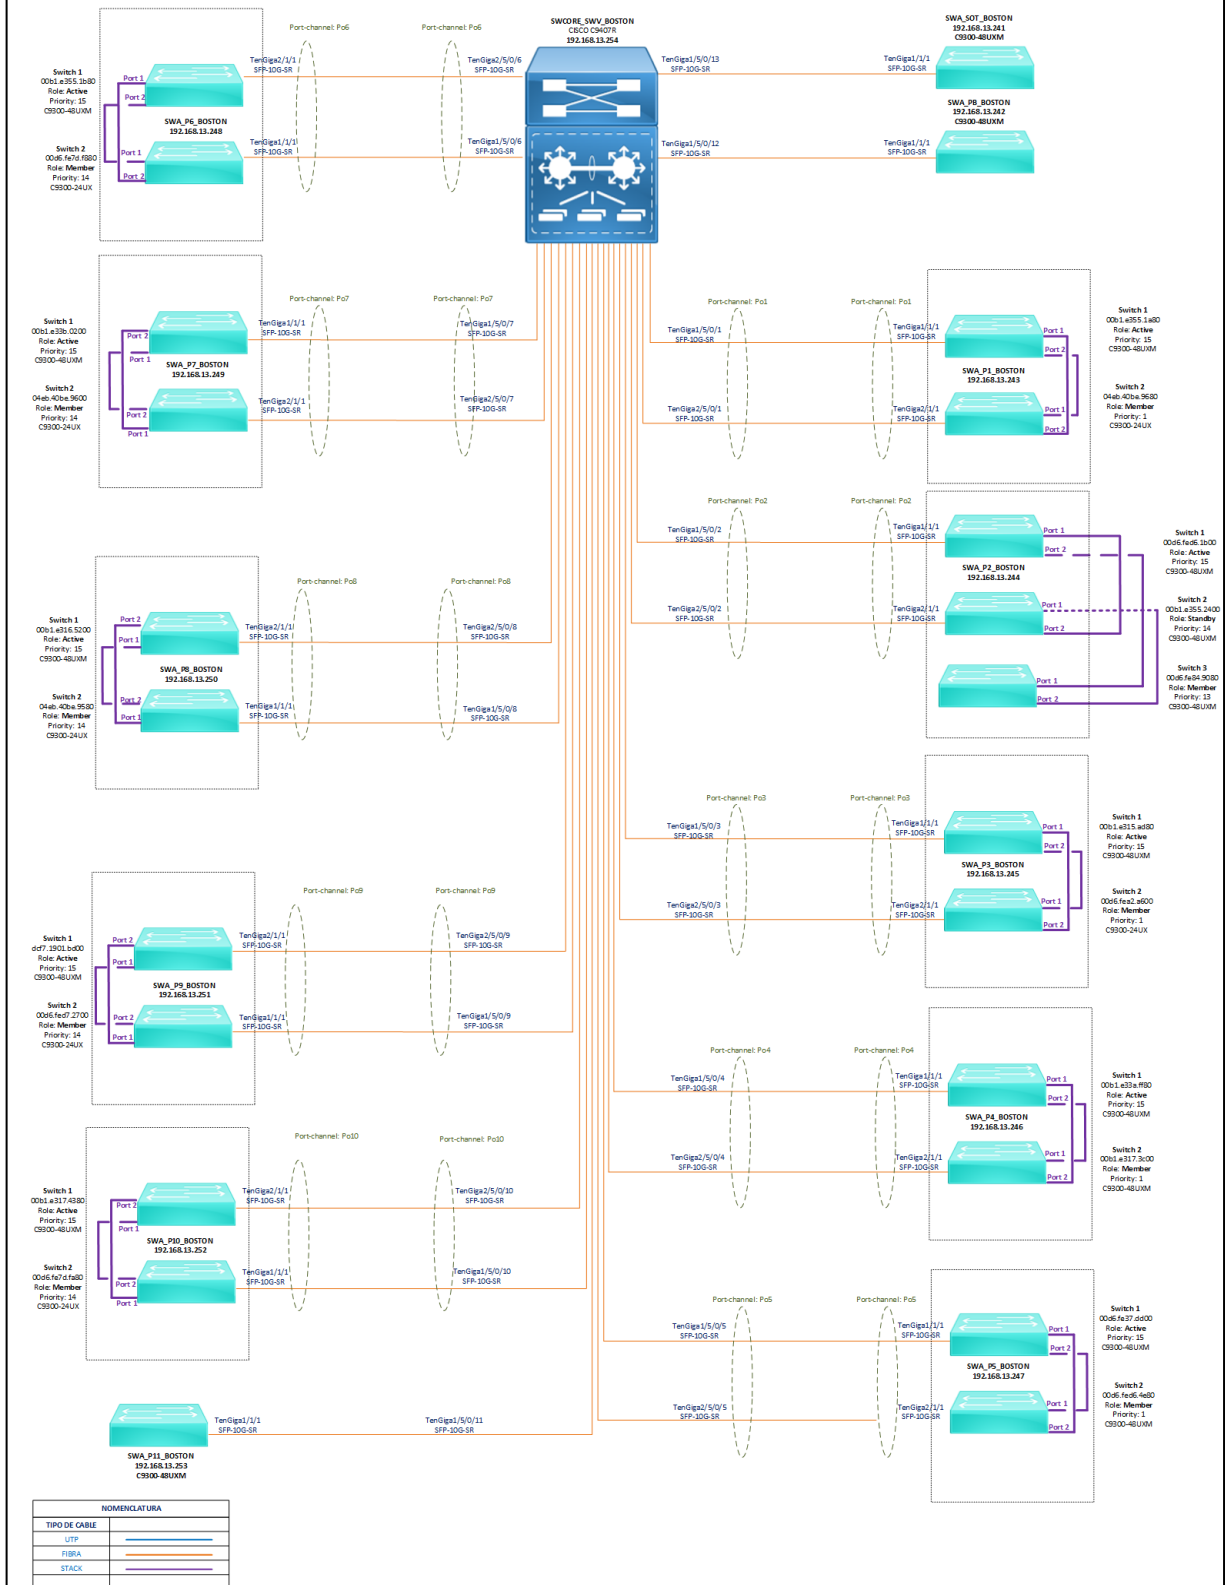 Port-channel: Po6
Port-channel: Po6
SWCORE_SWV_BOSTON
CISCO C9407R
192.168.13.254
SWA_SOT_BOSTON
192.168.13.241
C9300-48UXM
Switch 1
00b1.e355.1b80
Role: Active
Priority: 15
C9300-48UXM
Port 1
Port 2
TenGiga2/1/1
SFP-10G-SR
TenGiga2/5/0/6
SFP-10G-SR
TenGiga1/5/0/13
SFP-10G-SR
TenGiga1/1/1
SFP-10G-SR
SWA_P6_BOSTON
192.168.13.248
SWA_PB_BOSTON
192.168.13.242
C9300-48UXM
Switch 2
00d6.fe7d.f880
Role: Member
Priority: 14
C9300-24UX
Port 1
Port 2
TenGiga1/1/1
SFP-10G-SR
TenGiga1/5/0/6
SFP-10G-SR
TenGiga1/5/0/12
SFP-10G-SR
TenGiga1/1/1
SFP-10G-SR
Port-channel: Po7
Port-channel: Po7
Switch 1
00b1.e33b.0200
Role: Active
Priority: 15
C9300-48UXM
Port 2
Port 1
TenGiga1/1/1
SFP-10G-SR
TenGiga1/5/0/7
SFP-10G-SR
SWA_P7_BOSTON
192.168.13.249
Switch 2
04eb.40be.9600
Role: Member
Priority: 14
C9300-24UX
Port 2
Port 1
TenGiga2/1/1
SFP-10G-SR
TenGiga2/5/0/7
SFP-10G-SR
Port-channel: Po1
Port-channel: Po1
TenGiga1/5/0/1
SFP-10G-SR
TenGiga1/1/1
SFP-10G-SR
Port 1
Port 2
Switch 1
00b1.e355.1a80
Role: Active
Priority: 15
C9300-48UXM
SWA_P1_BOSTON
192.168.13.243
TenGiga2/5/0/1
SFP-10G-SR
TenGiga2/1/1
SFP-10G-SR
Port 1
Port 2
Switch 2
04eb.40be.9680
Role: Member
Priority: 1
C9300-24UX
Port-channel: Po2
Port-channel: Po2
TenGiga1/5/0/2
SFP-10G-SR
TenGiga1/1/1
SFP-10G-SR
Port 1
Port 2
Switch 1
00d6.fed6.1b00
Role: Active
Priority: 15
C9300-48UXM
SWA_P2_BOSTON
192.168.13.244
TenGiga2/5/0/2
SFP-10G-SR
TenGiga2/1/1
SFP-10G-SR
Port 1
Port 2
Switch 2
00b1.e355.2400
Role: Standby
Priority: 14
C9300-48UXM
Port 1
Port 2
Switch 3
00d6.fe84.9080
Role: Member
Priority: 13
C9300-48UXM
Port-channel: Po8
Port-channel: Po8
Switch 1
00b1.e316.5200
Role: Active
Priority: 15
C9300-48UXM
Port 2
Port 1
TenGiga2/1/1
SFP-10G-SR
TenGiga2/5/0/8
SFP-10G-SR
SWA_P8_BOSTON
192.168.13.250
Switch 2
04eb.40be.9580
Role: Member
Priority: 14
C9300-24UX
Port 2
Port 1
TenGiga1/1/1
SFP-10G-SR
TenGiga1/5/0/8
SFP-10G-SR
Port-channel: Po3
Port-channel: Po3
TenGiga1/5/0/3
SFP-10G-SR
TenGiga1/1/1
SFP-10G-SR
Port 1
Port 2
Switch 1
00b1.e315.ad80
Role: Active
Priority: 15
C9300-48UXM
SWA_P3_BOSTON
192.168.13.245
TenGiga2/5/0/3
SFP-10G-SR
TenGiga2/1/1
SFP-10G-SR
Port 1
Port 2
Switch 2
00d6.fea2.a600
Role: Member
Priority: 1
C9300-24UX
Port-channel: Po9
Port-channel: Po9
Switch 1
dcf7.1901.bd00
Role: Active
Priority: 15
C9300-48UXM
Port 2
Port 1
TenGiga2/1/1
SFP-10G-SR
TenGiga2/5/0/9
SFP-10G-SR
SWA_P9_BOSTON
192.168.13.251
Switch 2
00d6.fed7.2700
Role: Member
Priority: 14
C9300-24UX
Port 2
Port 1
TenGiga1/1/1
SFP-10G-SR
TenGiga1/5/0/9
SFP-10G-SR
Port-channel: Po4
Port-channel: Po4
TenGiga1/5/0/4
SFP-10G-SR
TenGiga1/1/1
SFP-10G-SR
Port 1
Port 2
Switch 1
00b1.e33a.ff80
Role: Active
Priority: 15
C9300-48UXM
SWA_P4_BOSTON
192.168.13.246
TenGiga2/5/0/4
SFP-10G-SR
TenGiga2/1/1
SFP-10G-SR
Port 1
Port 2
Switch 2
00b1.e317.3c00
Role: Member
Priority: 1
C9300-48UXM
Port-channel: Po10
Port-channel: Po10
Switch 1
00b1.e317.4380
Role: Active
Priority: 15
C9300-48UXM
Port 2
Port 1
TenGiga2/1/1
SFP-10G-SR
TenGiga2/5/0/10
SFP-10G-SR
SWA_P10_BOSTON
192.168.13.252
Switch 2
00d6.fe7d.fa80
Role: Member
Priority: 14
C9300-24UX
Port 2
Port 1
TenGiga1/1/1
SFP-10G-SR
TenGiga1/5/0/10
SFP-10G-SR
Port-channel: Po5
Port-channel: Po5
TenGiga1/5/0/5
SFP-10G-SR
TenGiga1/1/1
SFP-10G-SR
Port 1
Port 2
Switch 1
00d6.fe37.dd00
Role: Active
Priority: 15
C9300-48UXM
SWA_P5_BOSTON
192.168.13.247
TenGiga2/5/0/5
SFP-10G-SR
TenGiga2/1/1
SFP-10G-SR
Port 1
Port 2
Switch 2
00d6.fed6.4e80
Role: Member
Priority: 1
C9300-48UXM
TenGiga1/1/1
SFP-10G-SR
TenGiga1/5/0/11
SFP-10G-SR
SWA_P11_BOSTON
192.168.13.253
C9300-48UXM
NOMENCLATURA
TIPO DE CABLE
UTP
FIBRA
STACK